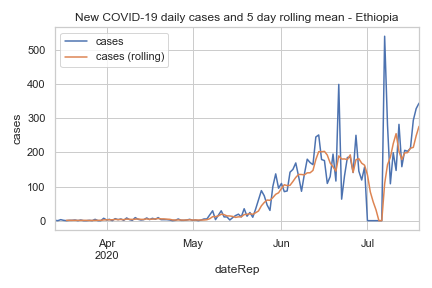 New COVID-19 daily cases and 5 day rolling mean - Ethiopia
cases
cases (rolling)
500
400
300
200
100
0
cases
Apr
2020
May
Jun
Jul
dateRep